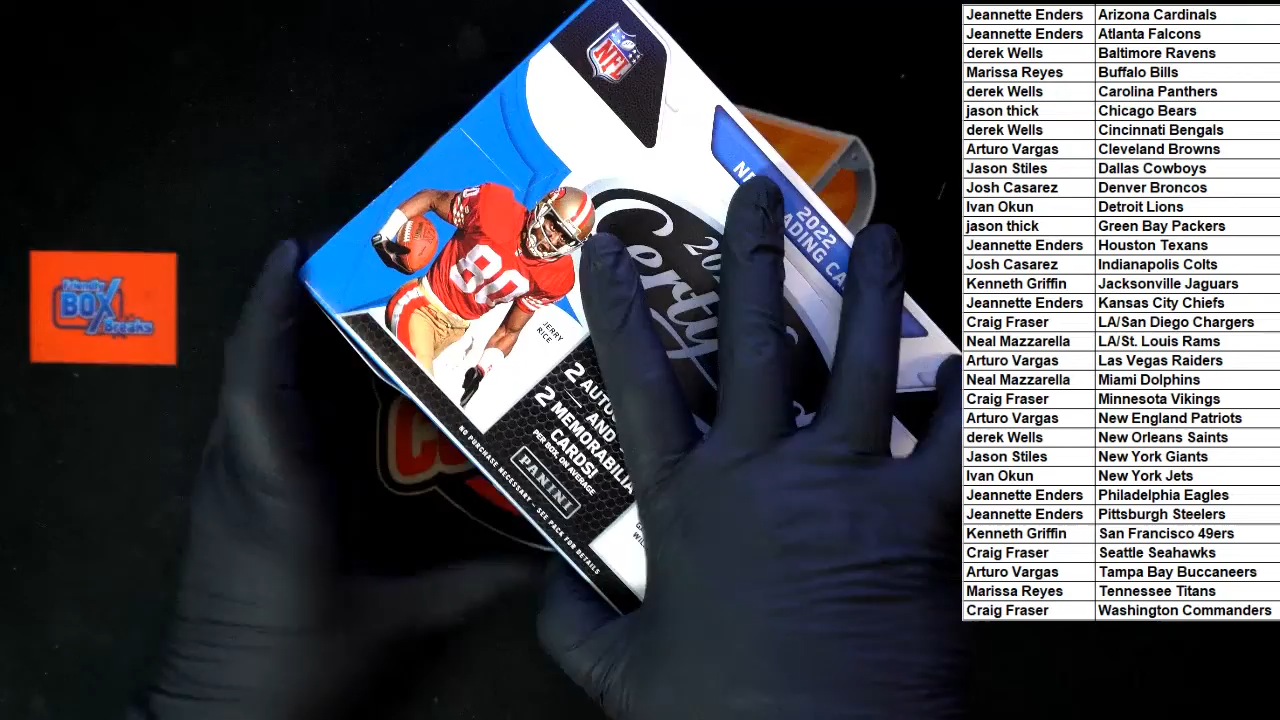 NFL
2022
TRADING CA
80
JERRY
RICE
2 AUTO
AND
2 MEMORABILIA
CARDS!
PER BOX, ON AVERAGE
PANINI
NO PURCHASE NECESSARY – SEE PACK FOR DETAILS
Friendly
BOX
Breaks
Jeannette Enders Arizona Cardinals
Jeannette Enders Atlanta Falcons
derek Wells Baltimore Ravens
Marissa Reyes Buffalo Bills
derek Wells Carolina Panthers
jason thick Chicago Bears
derek Wells Cincinnati Bengals
Arturo Vargas Cleveland Browns
Jason Stiles Dallas Cowboys
Josh Casarez Denver Broncos
Ivan Okun Detroit Lions
jason thick Green Bay Packers
Jeannette Enders Houston Texans
Josh Casarez Indianapolis Colts
Kenneth Griffin Jacksonville Jaguars
Jeannette Enders Kansas City Chiefs
Craig Fraser LA/San Diego Chargers
Neal Mazzarella LA/St. Louis Rams
Arturo Vargas Las Vegas Raiders
Neal Mazzarella Miami Dolphins
Craig Fraser Minnesota Vikings
Arturo Vargas New England Patriots
derek Wells New Orleans Saints
Jason Stiles New York Giants
Ivan Okun New York Jets
Jeannette Enders Philadelphia Eagles
Jeannette Enders Pittsburgh Steelers
Kenneth Griffin San Francisco 49ers
Craig Fraser Seattle Seahawks
Arturo Vargas Tampa Bay Buccaneers
Marissa Reyes Tennessee Titans
Craig Fraser Washington Commanders